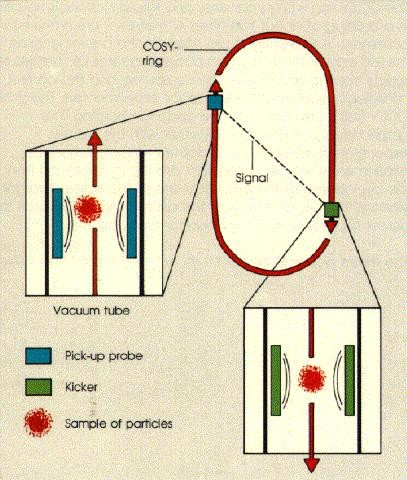 COSY-
ring
Signal
Vacuum tube
Pick-up probe
Kicker
Sample of particles